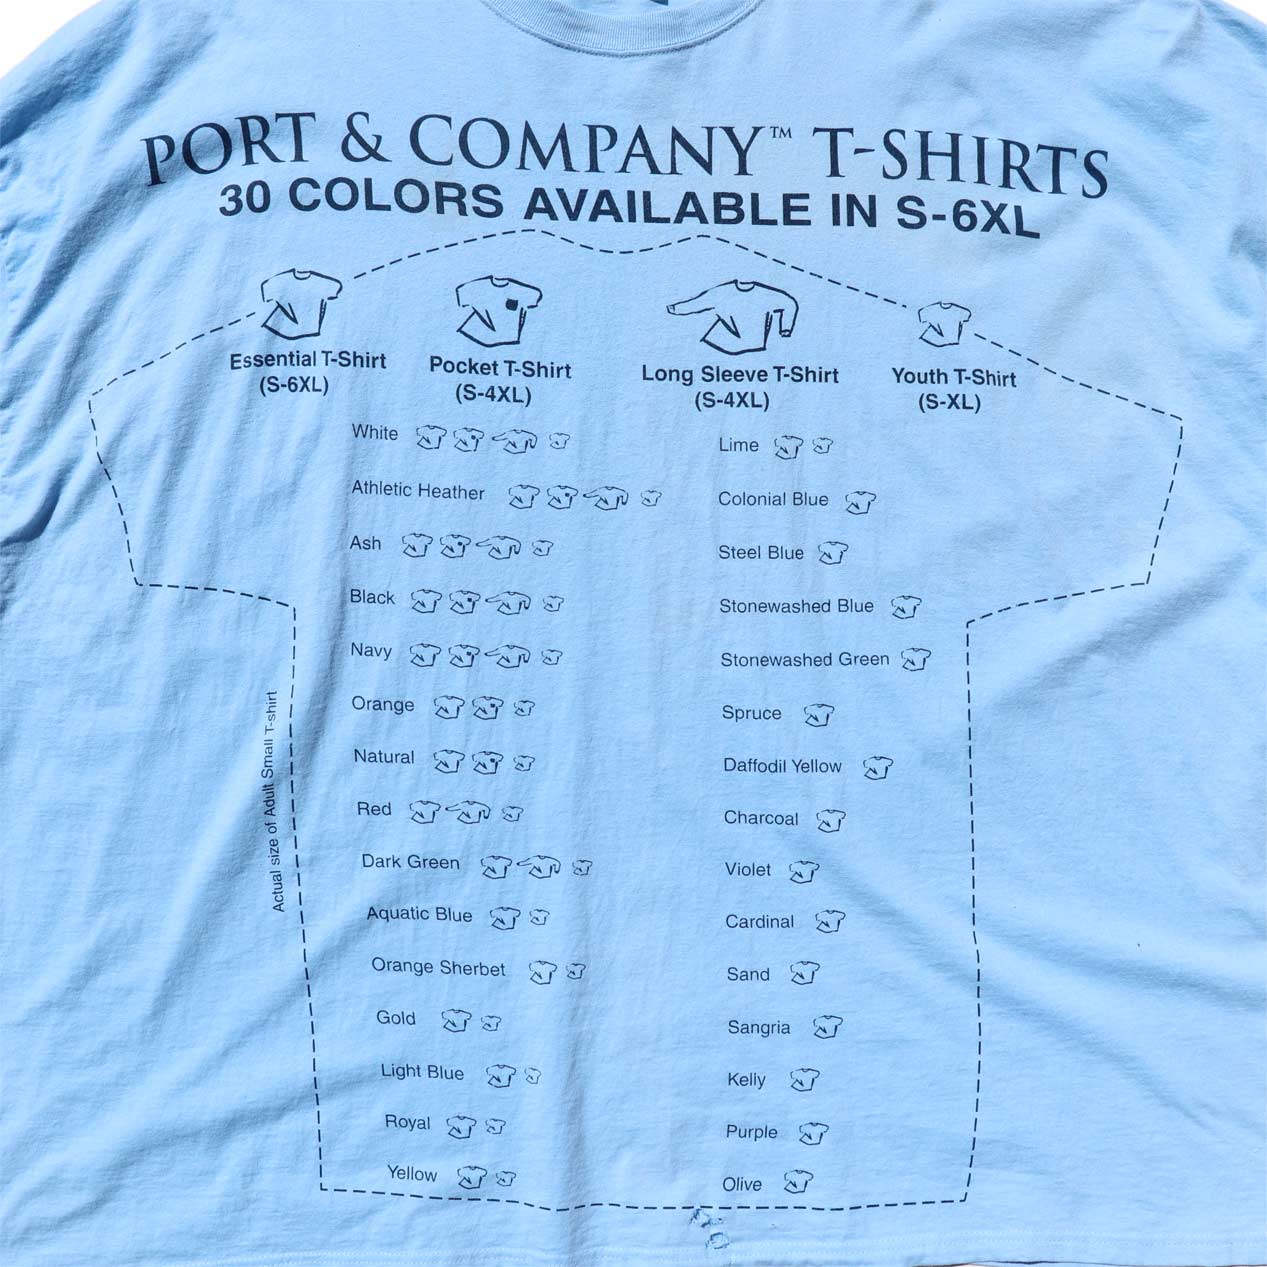 PORT & COMPANY™ T-SHIRTS
30 COLORS AVAILABLE IN S-6XL
Essential T-Shirt
(S-6XL)
Pocket T-Shirt
(S-4XL)
Long Sleeve T-Shirt
(S-4XL)
Youth T-Shirt
(S-XL)
White
Athletic Heather
Ash
Black
Navy
Orange
Natural
Red
Dark Green
Aquatic Blue
Orange Sherbet
Gold
Light Blue
Royal
Yellow
Lime
Colonial Blue
Steel Blue
Stonewashed Blue
Stonewashed Green
Spruce
Daffodil Yellow
Charcoal
Violet
Cardinal
Sand
Sangria
Kelly
Purple
Olive
Actual size of Adult Small T-shirt